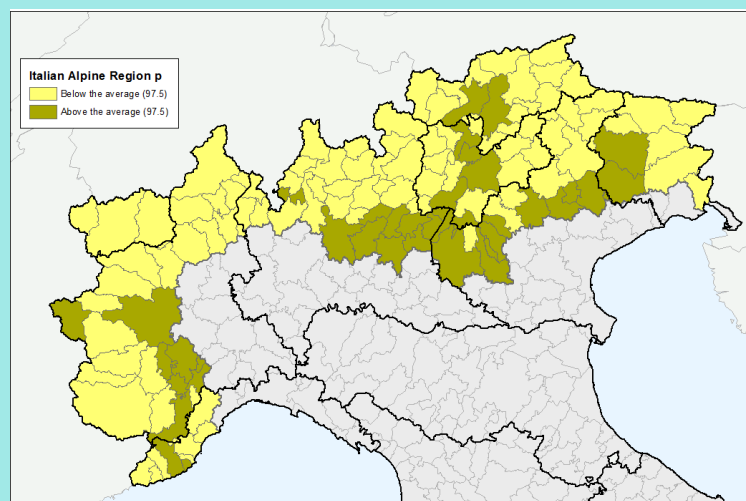 Italian Alpine Region p
Below the average (97.5)
Above the average (97.5)